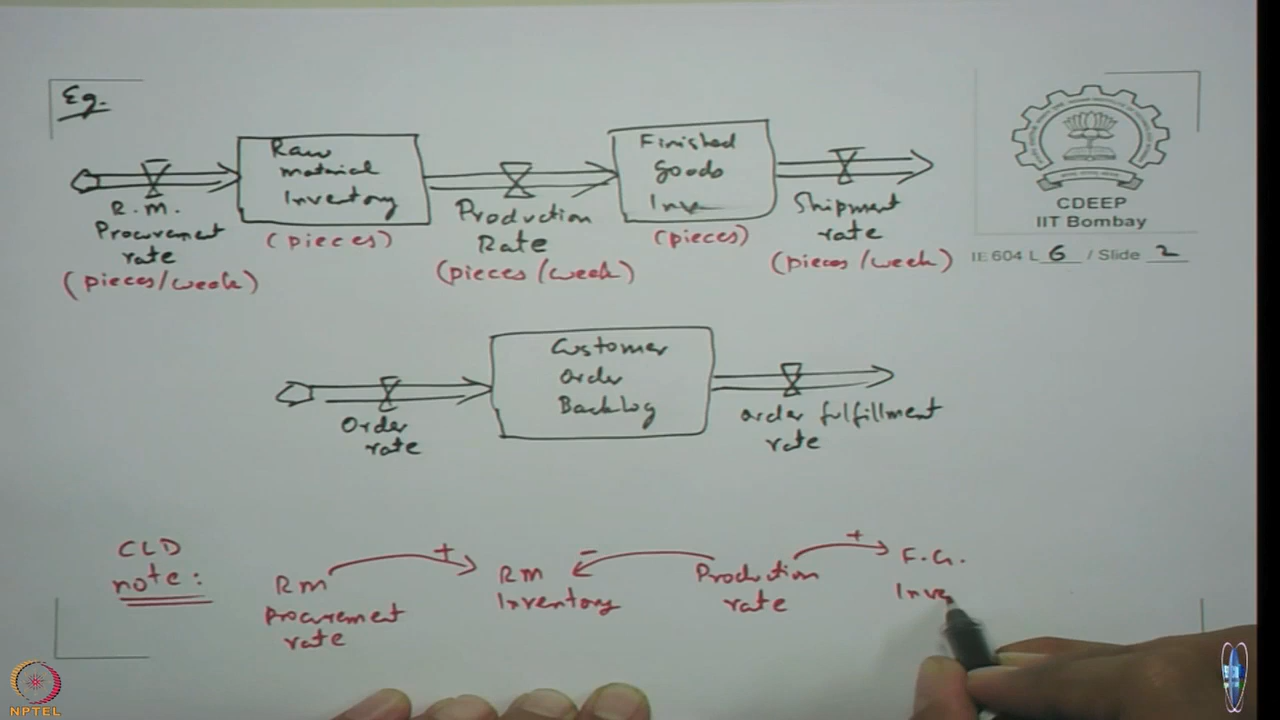 Eg.
Raw
material
Inventory
(pieces)
R.M.
Procurement
rate
(pieces/week)
Production
Rate
(pieces/week)
Finished
Goods
Inv
(pieces)
Shipment
rate
(pieces/week)
CDEEP
IIT Bombay
IE 604 L 6 / Slide 2
Customer
Order
Backlog
Order
rate
order fulfillment
rate
CLD
note:
RM
Procurement
rate
+
RM
Inventory
-
Production
rate
+
F.G.
Inve
NPTEL